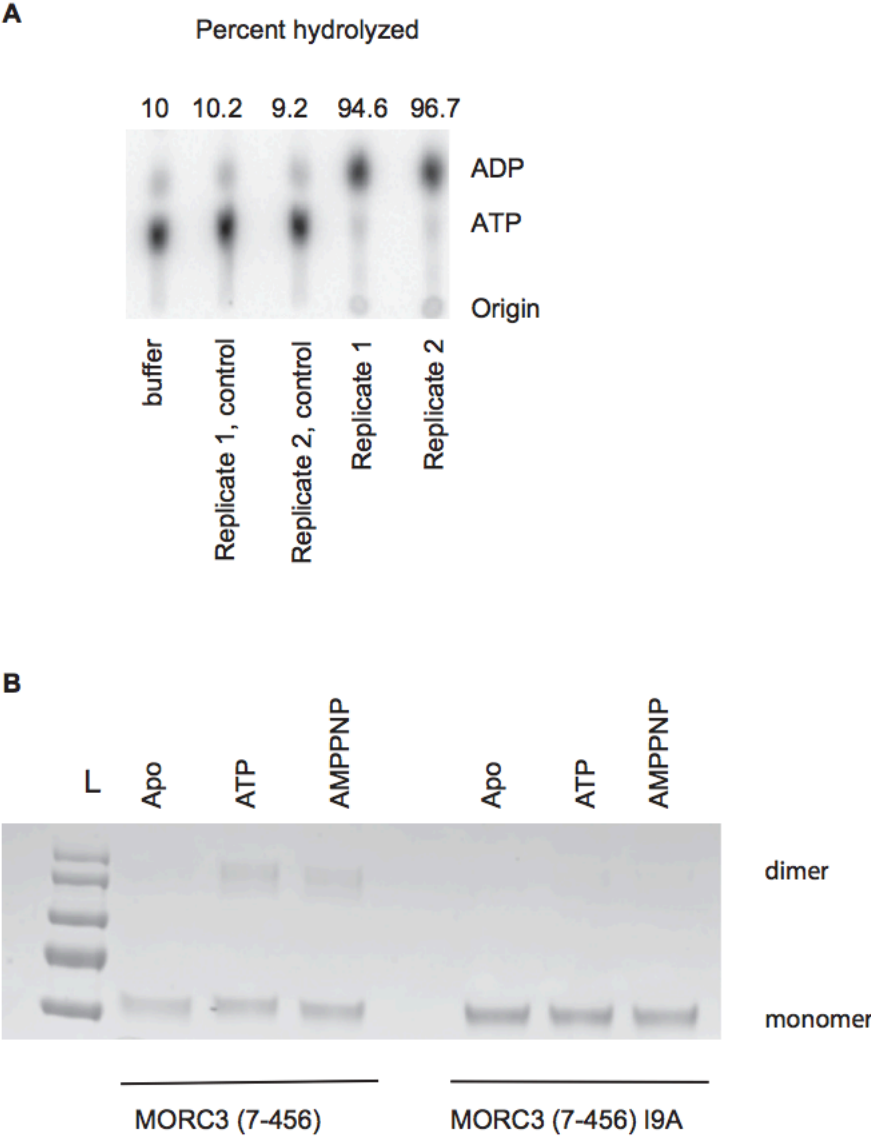 A
Percent hydrolyzed
10 10.2 9.2 94.6 96.7
ADP
ATP
Origin
buffer
Replicate 1, control
Replicate 2, control
Replicate 1
Replicate 2
B
L
Apo
ATP
AMPPNP
Apo
ATP
AMPPNP
dimer
monomer
MORC3 (7-456)
MORC3 (7-456) I9A